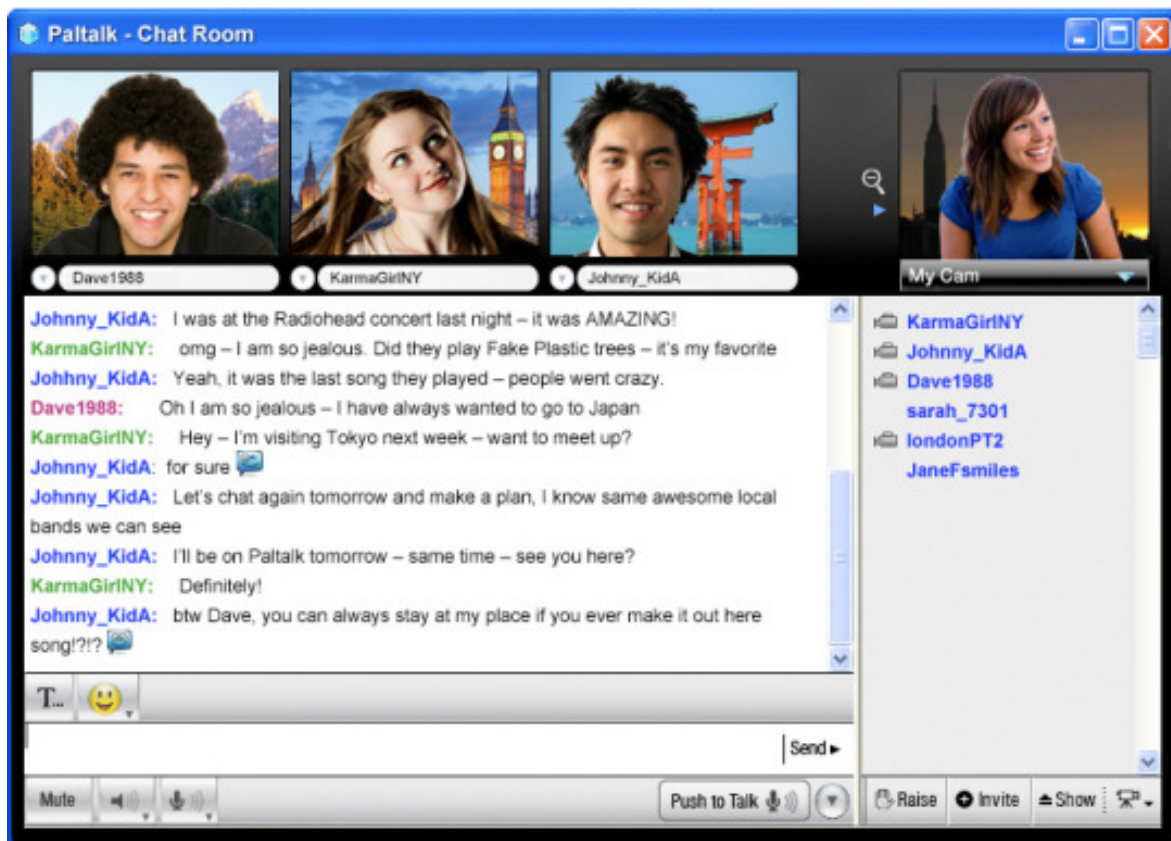 Paltalk - Chat Room
Dave1988
KarmaGirlNY
Johnny_KidA
My Cam
Johnny_KidA: I was at the Radiohead concert last night – it was AMAZING!
KarmaGirlNY: omg – I am so jealous. Did they play Fake Plastic trees – it's my favorite
Johhny_KidA: Yeah, it was the last song they played – people went crazy.
Dave1988: Oh I am so jealous – I have always wanted to go to Japan
KarmaGirlNY: Hey – I'm visiting Tokyo next week – want to meet up?
Johnny_KidA: for sure
Johnny_KidA: Let's chat again tomorrow and make a plan, I know same awesome local
bands we can see
Johnny_KidA: I'll be on Paltalk tomorrow – same time – see you here?
KarmaGirlNY: Definitely!
Johnny_KidA: btw Dave, you can always stay at my place if you ever make it out here
song!?!?
KarmaGirlNY
Johnny_KidA
Dave1988
sarah_7301
londonPT2
JaneFsmiles
T...
Send
Mute
Push to Talk
Raise
Invite
Show